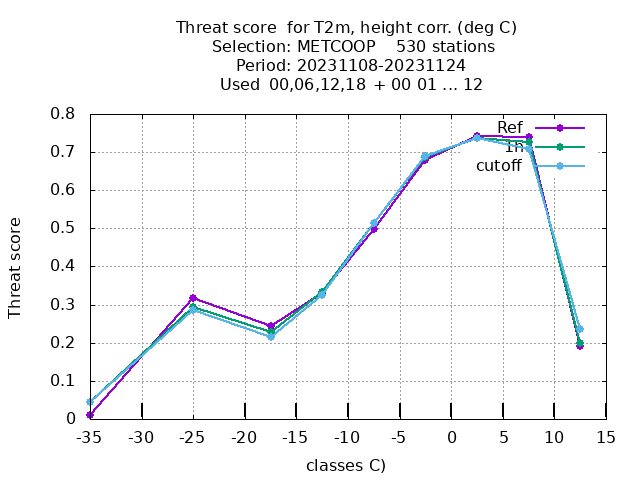 Threat score  for T2m, height corr. (deg C)
Selection: METCOOP    530 stations
Period: 20231108-20231124
Used  00,06,12,18  + 00 01 ... 12
0.8
0.7
0.6
0.5
0.4
0.3
0.2
0.1
0
Threat score
Ref
1h
cutoff
-35 -30 -25 -20 -15 -10 -5 0 5 10 15
classes C)